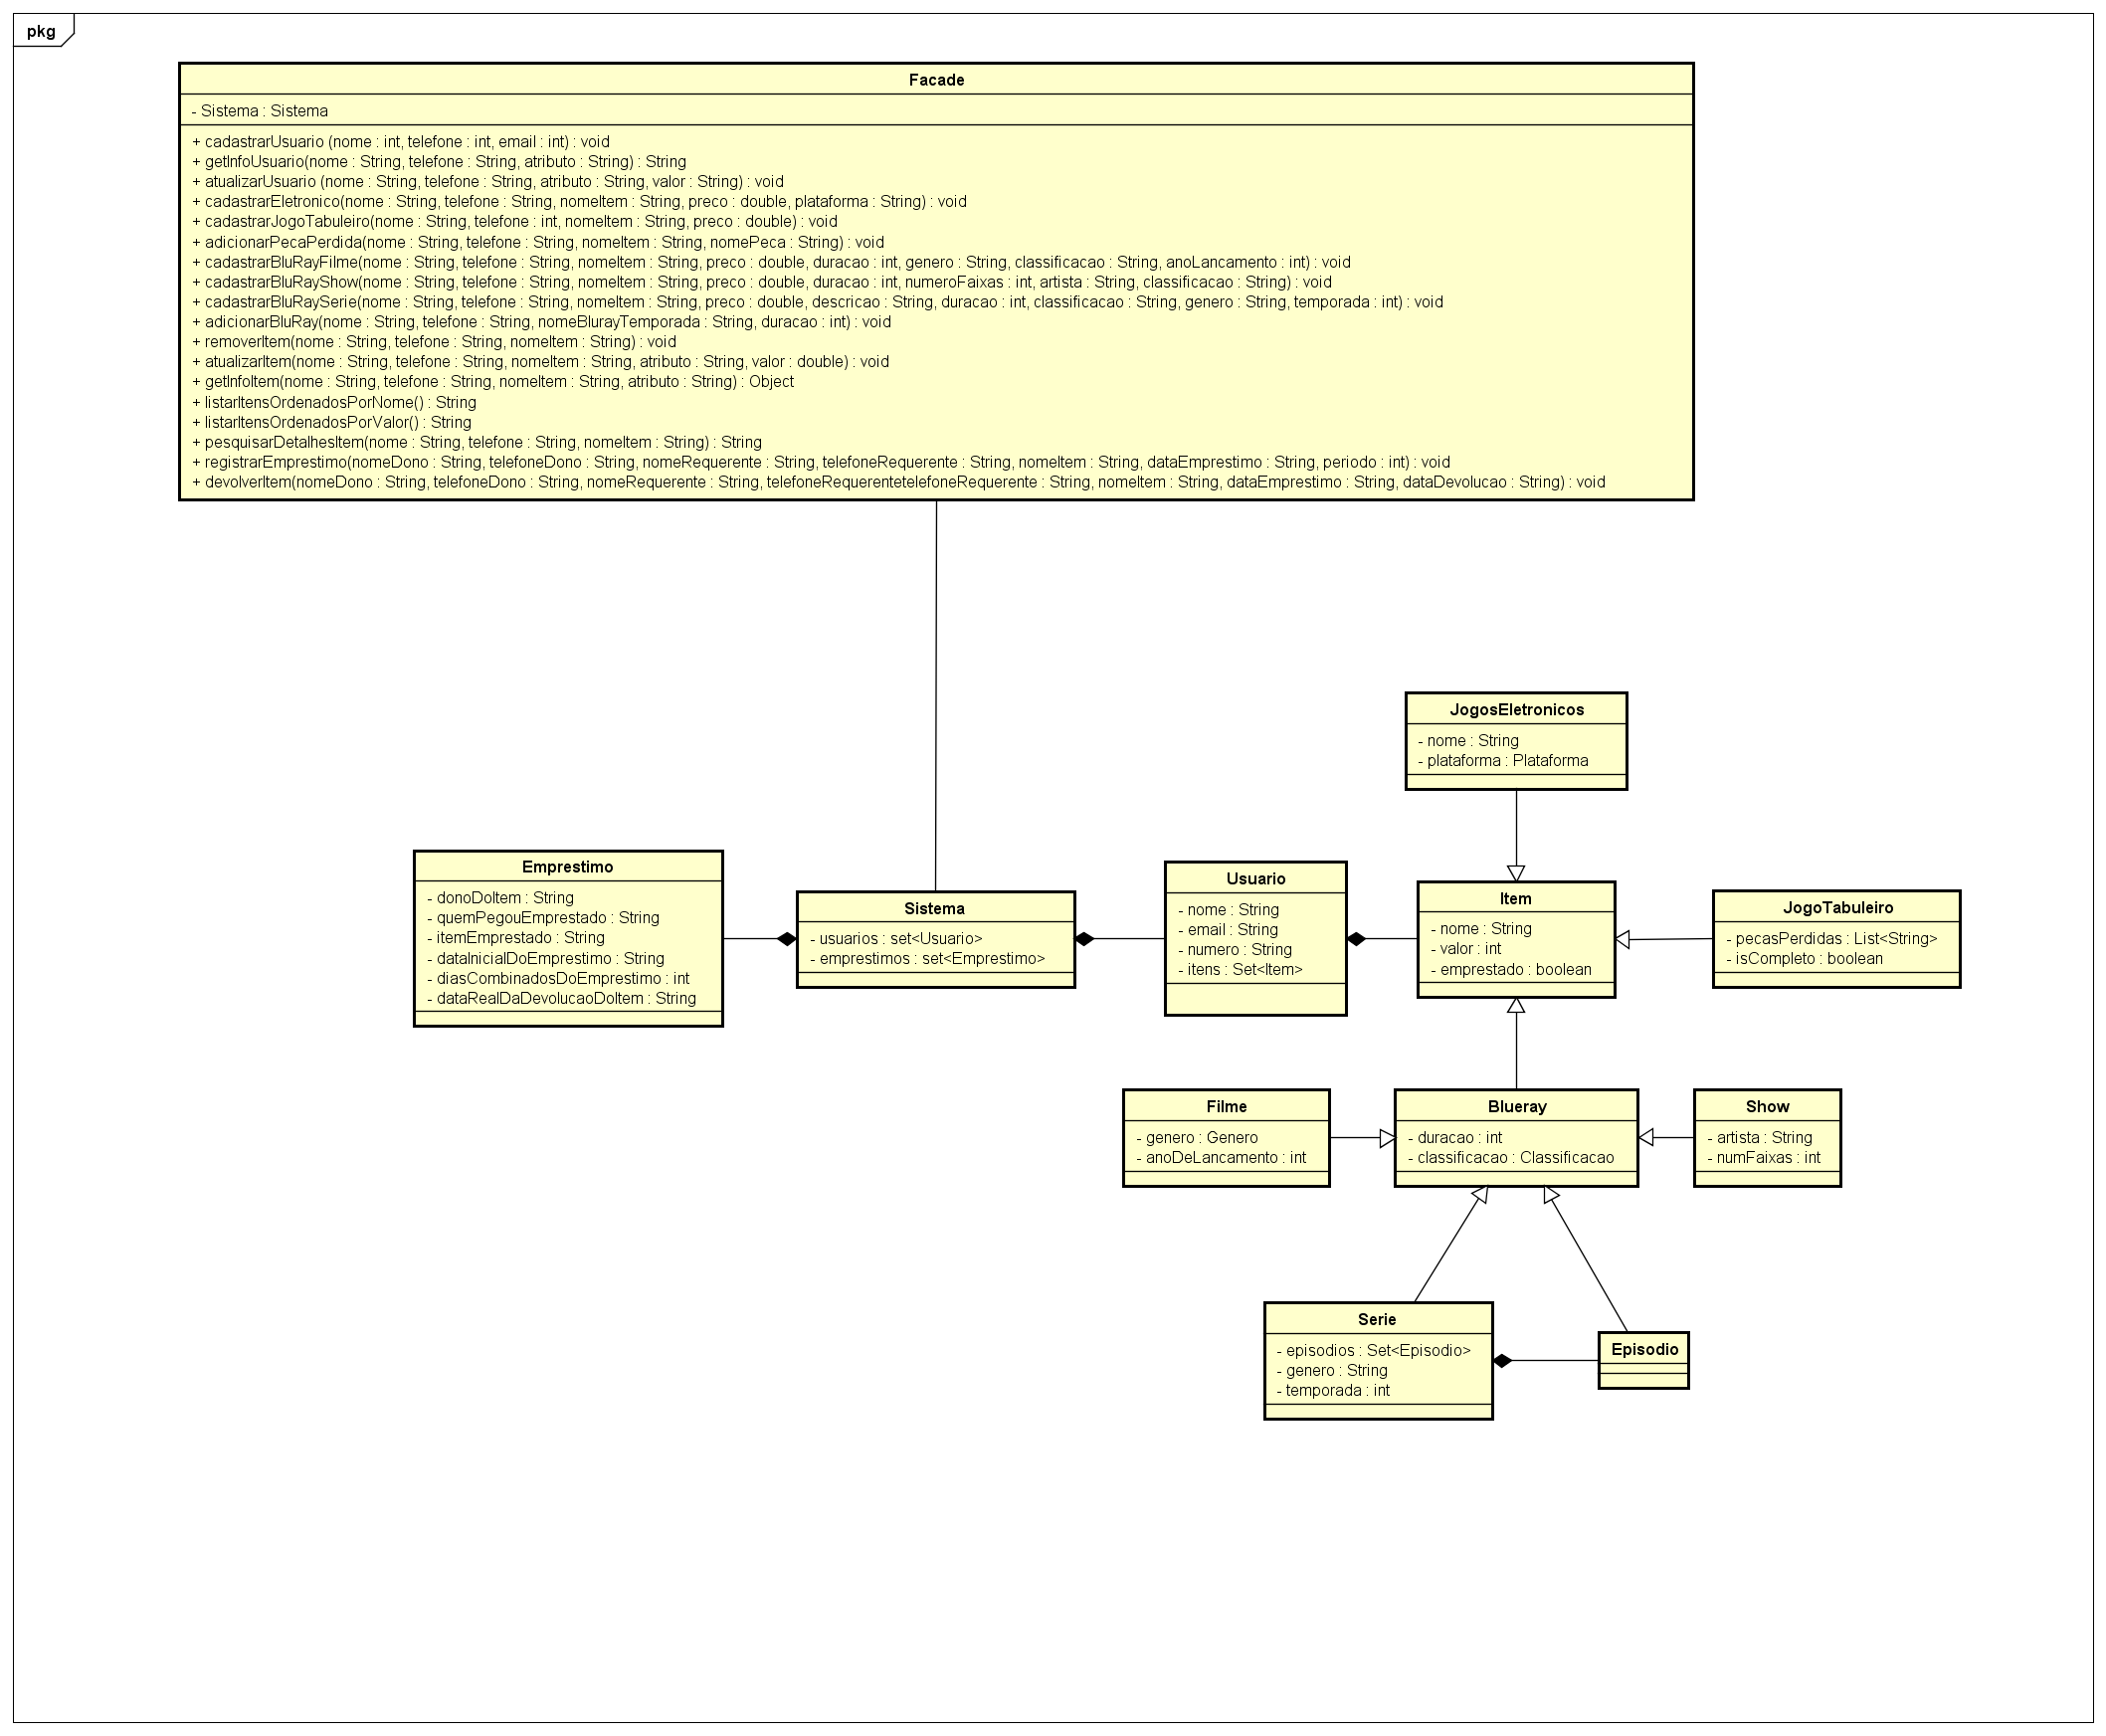 pkg
Facade
- Sistema : Sistema
+ cadastrarUsuario (nome : int, telefone : int, email : int) : void
+ getInfoUsuario(nome : String, telefone : String, atributo : String) : String
+ atualizarUsuario (nome : String, telefone : String, atributo : String, valor : String) : void
+ cadastrarEletronico(nome : String, telefone : String, nomeItem : String, preco : double, plataforma : String) : void
+ cadastrarJogoTabuleiro(nome : String, telefone : int, nomeItem : String, preco : double) : void
+ adicionarPecaPerdida(nome : String, telefone : String, nomeItem : String, nomePeca : String) : void
+ cadastrarBluRayFilme(nome : String, telefone : String, nomeItem : String, preco : double, duracao : int, genero : String, classificacao : String, anoLancamento : int) : void
+ cadastrarBluRayShow(nome : String, telefone : String, nomeItem : String, preco : double, duracao : int, numeroFaixas : int, artista : String, classificacao : String) : void
+ cadastrarBluRaySerie(nome : String, telefone : String, nomeItem : String, preco : double, descricao : String, duracao : int, classificacao : String, genero : String, temporada : int) : void
+ adicionarBluRay(nome : String, telefone : String, nomeBlurayTemporada : String, duracao : int) : void
+ removerItem(nome : String, telefone : String, nomeItem : String) : void
+ atualizarItem(nome : String, telefone : String, nomeItem : String, atributo : String, valor : double) : void
+ getInfoItem(nome : String, telefone : String, nomeItem : String, atributo : String) : Object
+ listarItensOrdenadosPorNome() : String
+ listarItensOrdenadosPorValor() : String
+ pesquisarDetalhesItem(nome : String, telefone : String, nomeItem : String) : String
+ registrarEmprestimo(nomeDono : String, telefoneDono : String, nomeRequerente : String, telefoneRequerente : String, nomeItem : String, dataEmprestimo : String, periodo : int) : void
+ devolverItem(nomeDono : String, telefoneDono : String, nomeRequerente : String, telefoneRequerentetelefoneRequerente : String, nomeItem : String, dataEmprestimo : String, dataDevolucao : String) : void
JogosEletronicos
- nome : String
- plataforma : Plataforma
Emprestimo
- donoDoItem : String
- quemPegouEmprestado : String
- itemEmprestado : String
- dataInicialDoEmprestimo : String
- diasCombinadosDoEmprestimo : int
- dataRealDaDevolucaoDoItem : String
Sistema
- usuarios : set<Usuario>
- emprestimos : set<Emprestimo>
Usuario
- nome : String
- email : String
- numero : String
- itens : Set<Item>
Item
- nome : String
- valor : int
- emprestado : boolean
JogoTabuleiro
- pecasPerdidas : List<String>
- isCompleto : boolean
Filme
- genero : Genero
- anoDeLancamento : int
Blueray
- duracao : int
- classificacao : Classificacao
Show
- artista : String
- numFaixas : int
Serie
- episodios : Set<Episodio>
- genero : String
- temporada : int
Episodio